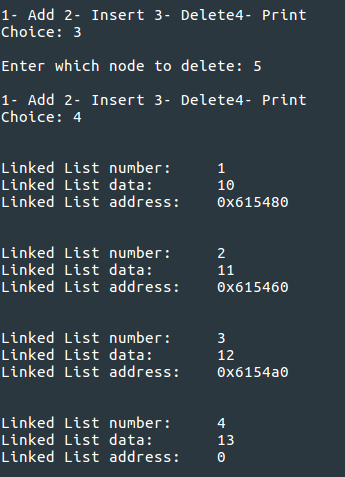 1- Add 2- Insert 3- Delete4- Print
Choice: 3
Enter which node to delete: 5
1- Add 2- Insert 3- Delete4- Print
Choice: 4
Linked List number: 1
Linked List data: 10
Linked List address: 0x615480
Linked List number: 2
Linked List data: 11
Linked List address: 0x615460
Linked List number: 3
Linked List data: 12
Linked List address: 0x6154a0
Linked List number: 4
Linked List data: 13
Linked List address: 0